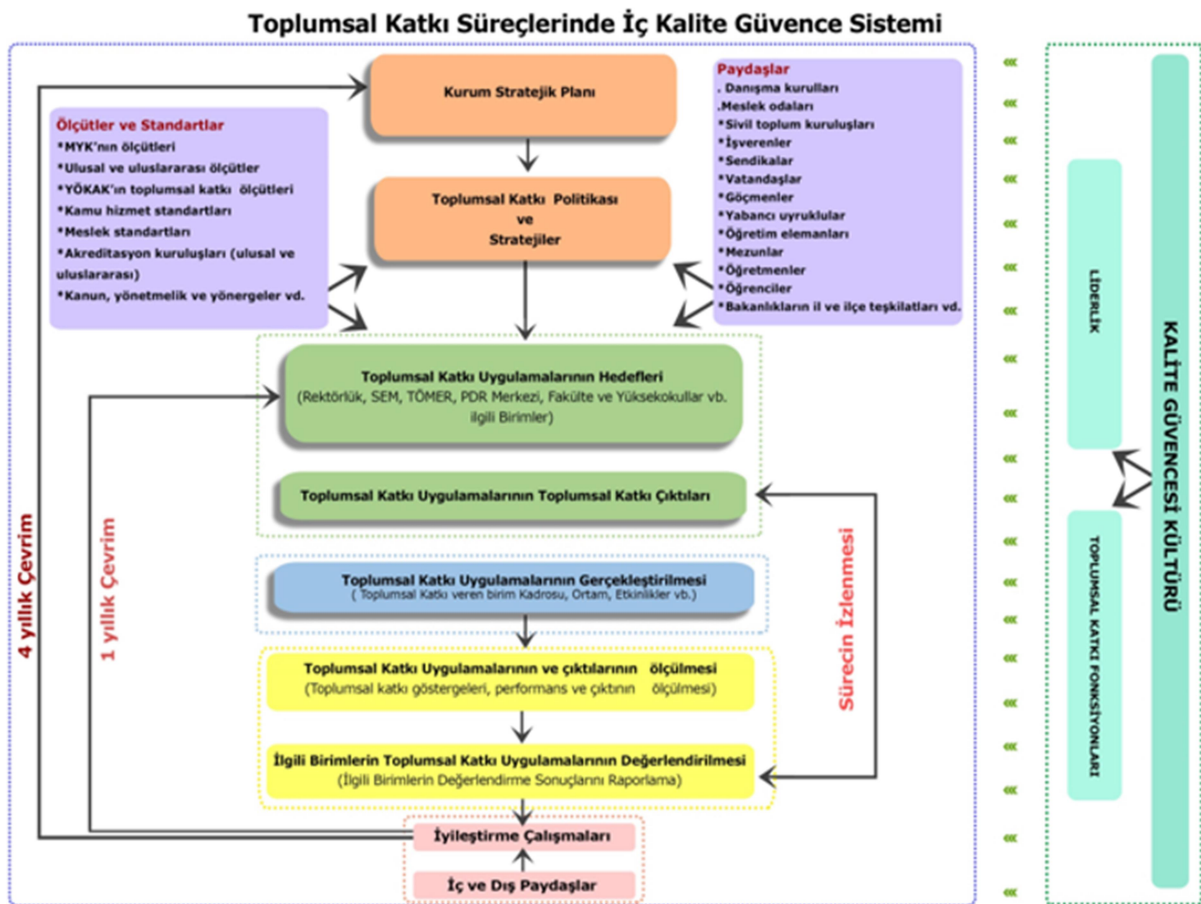 Toplumsal Katkı Süreçlerinde İç Kalite Güvence Sistemi
Kurum Stratejik Planı
Ölçütler ve Standartlar
*MYK'nın ölçütleri
*Ulusal ve uluslararası ölçütler
*YÖKAK'ın toplumsal katkı ölçütleri
*Kamu hizmet standartları
*Meslek standartları
*Akreditasyon kuruluşları (ulusal ve
uluslararası)
*Kanun, yönetmelik ve yönergeler vd.
Toplumsal Katkı Politikası
ve
Stratejiler
Paydaşlar
. Danışma kurulları
.Meslek odaları
*Sivil toplum kuruluşları
*İşverenler
*Sendikalar
*Vatandaşlar
*Göçmenler
*Yabancı uyruklular
*Öğretim elemanları
*Mezunlar
*Öğretmenler
*Öğrenciler
*Bakanlıkların il ve ilçe teşkilatları vd.
Toplumsal Katkı Uygulamalarının Hedefleri
(Rektörlük, SEM, TÖMER, PDR Merkezi, Fakülte ve Yüksekokullar vb.
ilgili Birimler)
Toplumsal Katkı Uygulamalarının Toplumsal Katkı Çıktıları
Toplumsal Katkı Uygulamalarının Gerçekleştirilmesi
( Toplumsal Katkı veren birim Kadrosu, Ortam, Etkinlikler vb.)
Toplumsal Katkı Uygulamalarının ve çıktılarının ölçülmesi
(Toplumsal katkı göstergeleri, performans ve çıktının ölçülmesi)
İlgili Birimlerin Toplumsal Katkı Uygulamalarının Değerlendirilmesi
(İlgili Birimlerin Değerlendirme Sonuçlarını Raporlama)
İyileştirme Çalışmaları
İç ve Dış Paydaşlar
4 yıllık Çevrim
1 yıllık Çevrim
Sürecin İzlenmesi
LİDERLİK
TOPLUMSAL KATKI FONKSİYONLARI
KALİTE GÜVENCESİ KÜLTÜRÜ